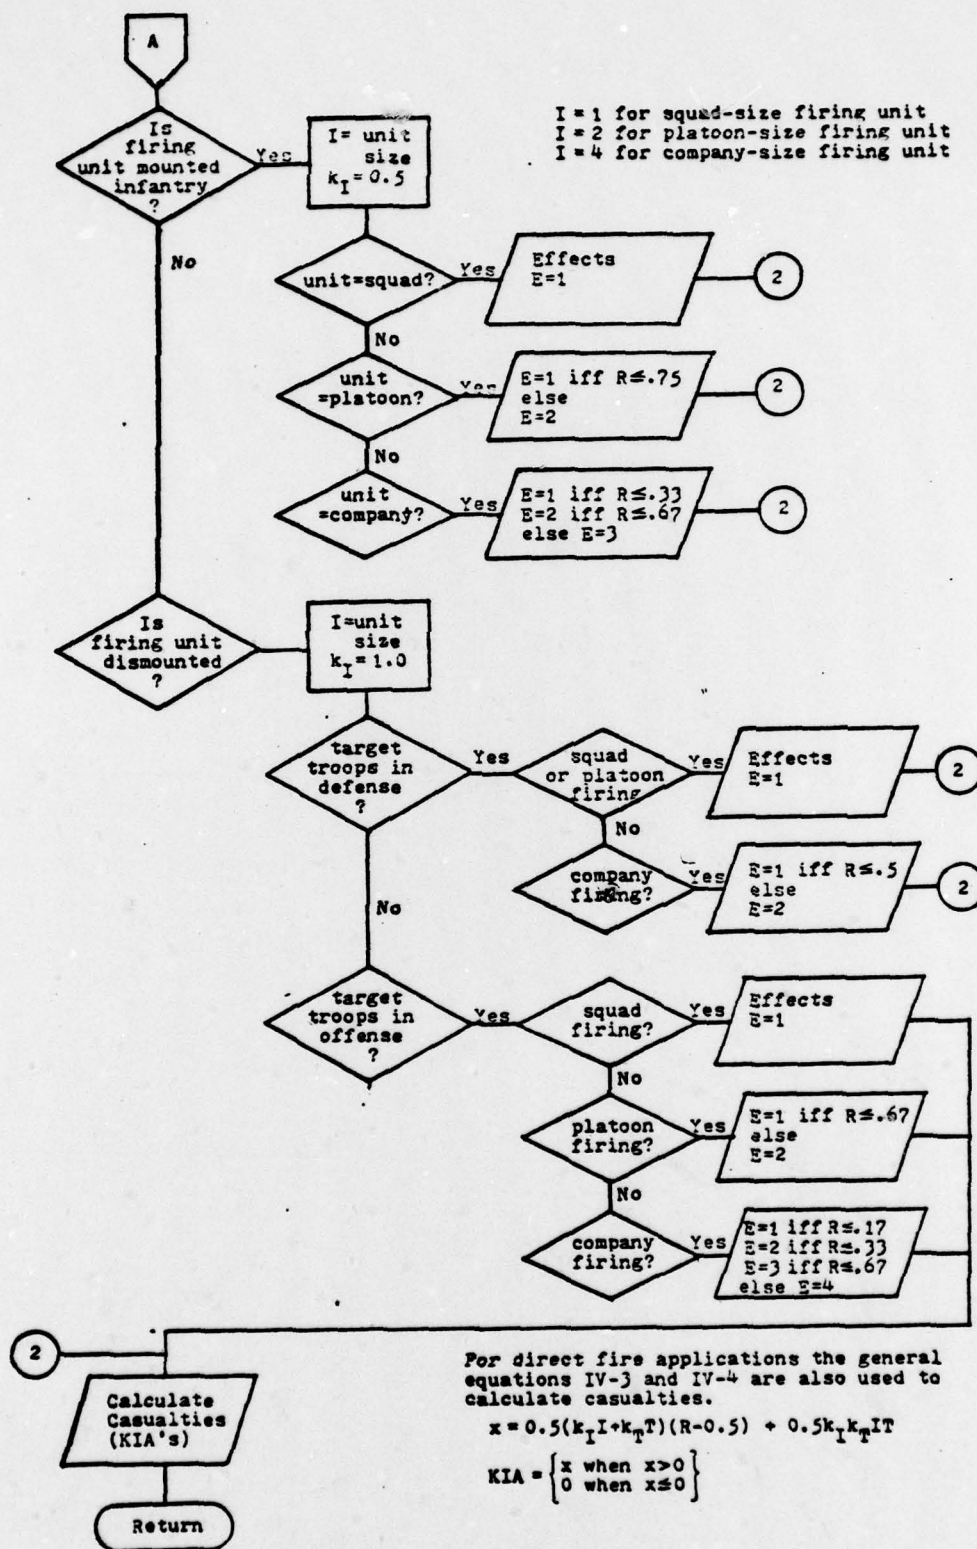 A
Is
firing
unit mounted
infantry
?
Yes
I= unit
size
k_I=0.5
I = 1 for squad-size firing unit
I = 2 for platoon-size firing unit
I = 4 for company-size firing unit
No
unit=squad?
Yes
Effects
E=1
2
No
unit
=platoon?
Yes
E=1 iff R≤.75
else
E=2
2
No
unit
=company?
Yes
E=1 iff R≤.33
E=2 iff R≤.67
else E=3
2
Is
firing unit
dismounted
?
I=unit
size
k_I=1.0
target
troops in
defense
?
Yes
squad
or platoon
firing
Yes
Effects
E=1
2
No
company
firing?
Yes
E=1 iff R≤.5
else
E=2
2
No
target
troops in
offense
?
Yes
squad
firing?
Yes
Effects
E=1
No
platoon
firing?
Yes
E=1 iff R≤.67
else
E=2
No
company
firing?
Yes
E=1 iff R≤.17
E=2 iff R≤.33
E=3 iff R≤.67
else E=4
2
Calculate
Casualties
(KIA's)
Return
For direct fire applications the general
equations IV-3 and IV-4 are also used to
calculate casualties.
x = 0.5(k_I I+k_T T)(R-0.5) + 0.5k_I k_T IT
KIA = {x when x>0
0 when x≤0}